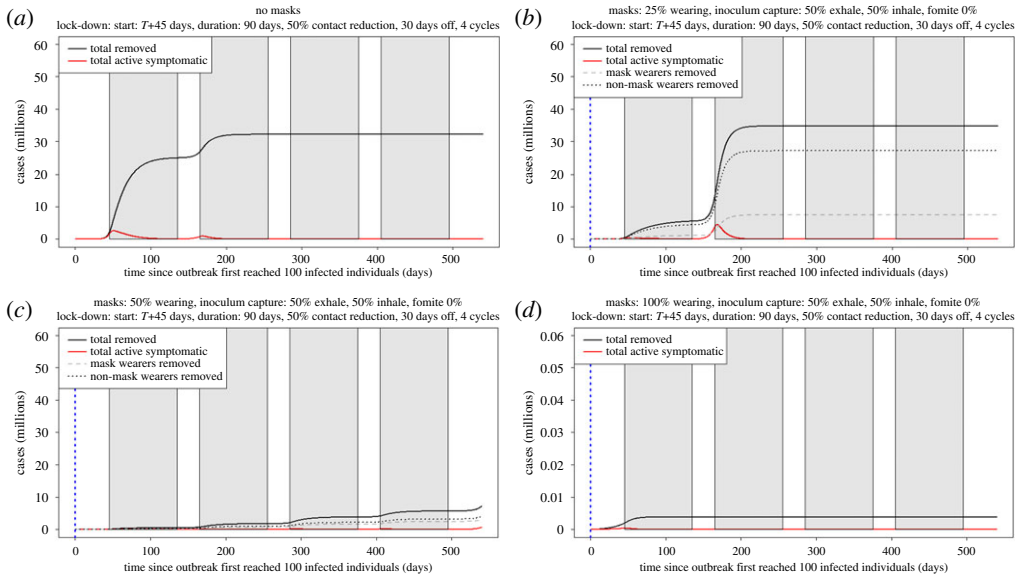 (a)
no masks
lock-down: start: T+45 days, duration: 90 days, 50% contact reduction, 30 days off, 4 cycles
60
50
40
30
20
10
0
cases (millions)
total removed
total active symptomatic
0 100 200 300 400 500
time since outbreak first reached 100 infected individuals (days)
(b)
masks: 25% wearing, inoculum capture: 50% exhale, 50% inhale, fomite 0%
lock-down: start: T+45 days, duration: 90 days, 50% contact reduction, 30 days off, 4 cycles
60
50
40
30
20
10
0
cases (millions)
total removed
total active symptomatic
mask wearers removed
non-mask wearers removed
0 100 200 300 400 500
time since outbreak first reached 100 infected individuals (days)
(c)
masks: 50% wearing, inoculum capture: 50% exhale, 50% inhale, fomite 0%
lock-down: start: T+45 days, duration: 90 days, 50% contact reduction, 30 days off, 4 cycles
60
50
40
30
20
10
0
cases (millions)
total removed
total active symptomatic
mask wearers removed
non-mask wearers removed
0 100 200 300 400 500
time since outbreak first reached 100 infected individuals (days)
(d)
masks: 100% wearing, inoculum capture: 50% exhale, 50% inhale, fomite 0%
lock-down: start: T+45 days, duration: 90 days, 50% contact reduction, 30 days off, 4 cycles
0.06
0.05
0.04
0.03
0.02
0.01
0
cases (millions)
total removed
total active symptomatic
0 100 200 300 400 500
time since outbreak first reached 100 infected individuals (days)